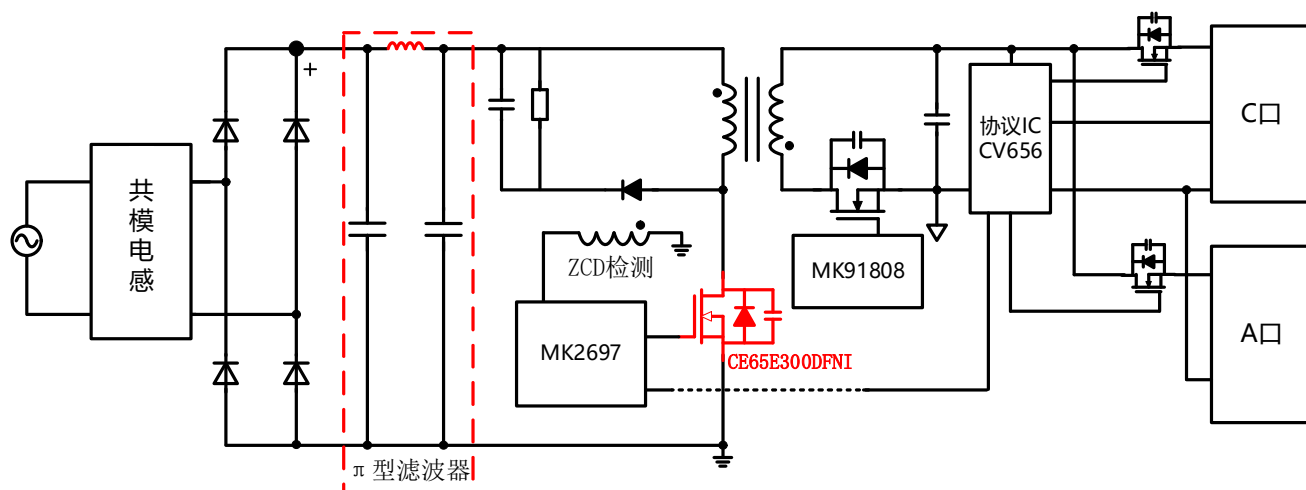 共
模
电
感
+
π型滤波器
ZCD检测
MK2697
CE65E300DFNI
MK91808
协议IC
CV656
C口
A口